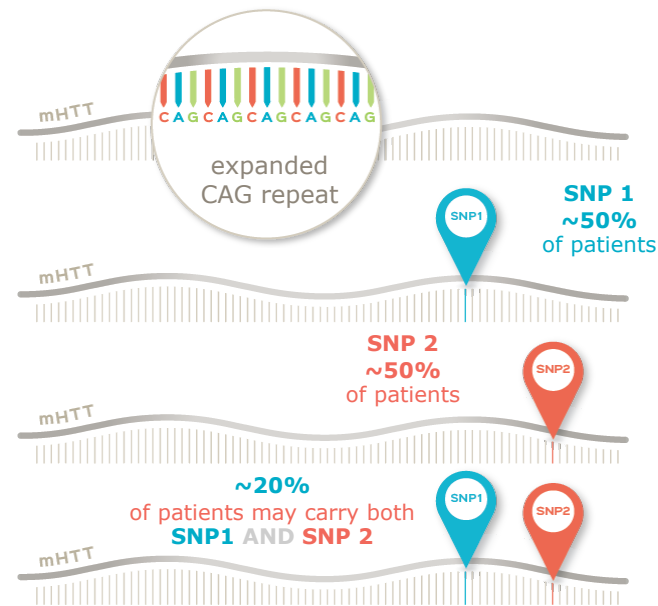 mHTT
CAGCAGCAGCAGCAG
expanded
CAG repeat
SNP 1
~50%
of patients
SNP1
mHTT
SNP 2
~50%
of patients
SNP2
mHTT
~20%
of patients may carry both
SNP1 AND SNP 2
SNP1
SNP2
mHTT